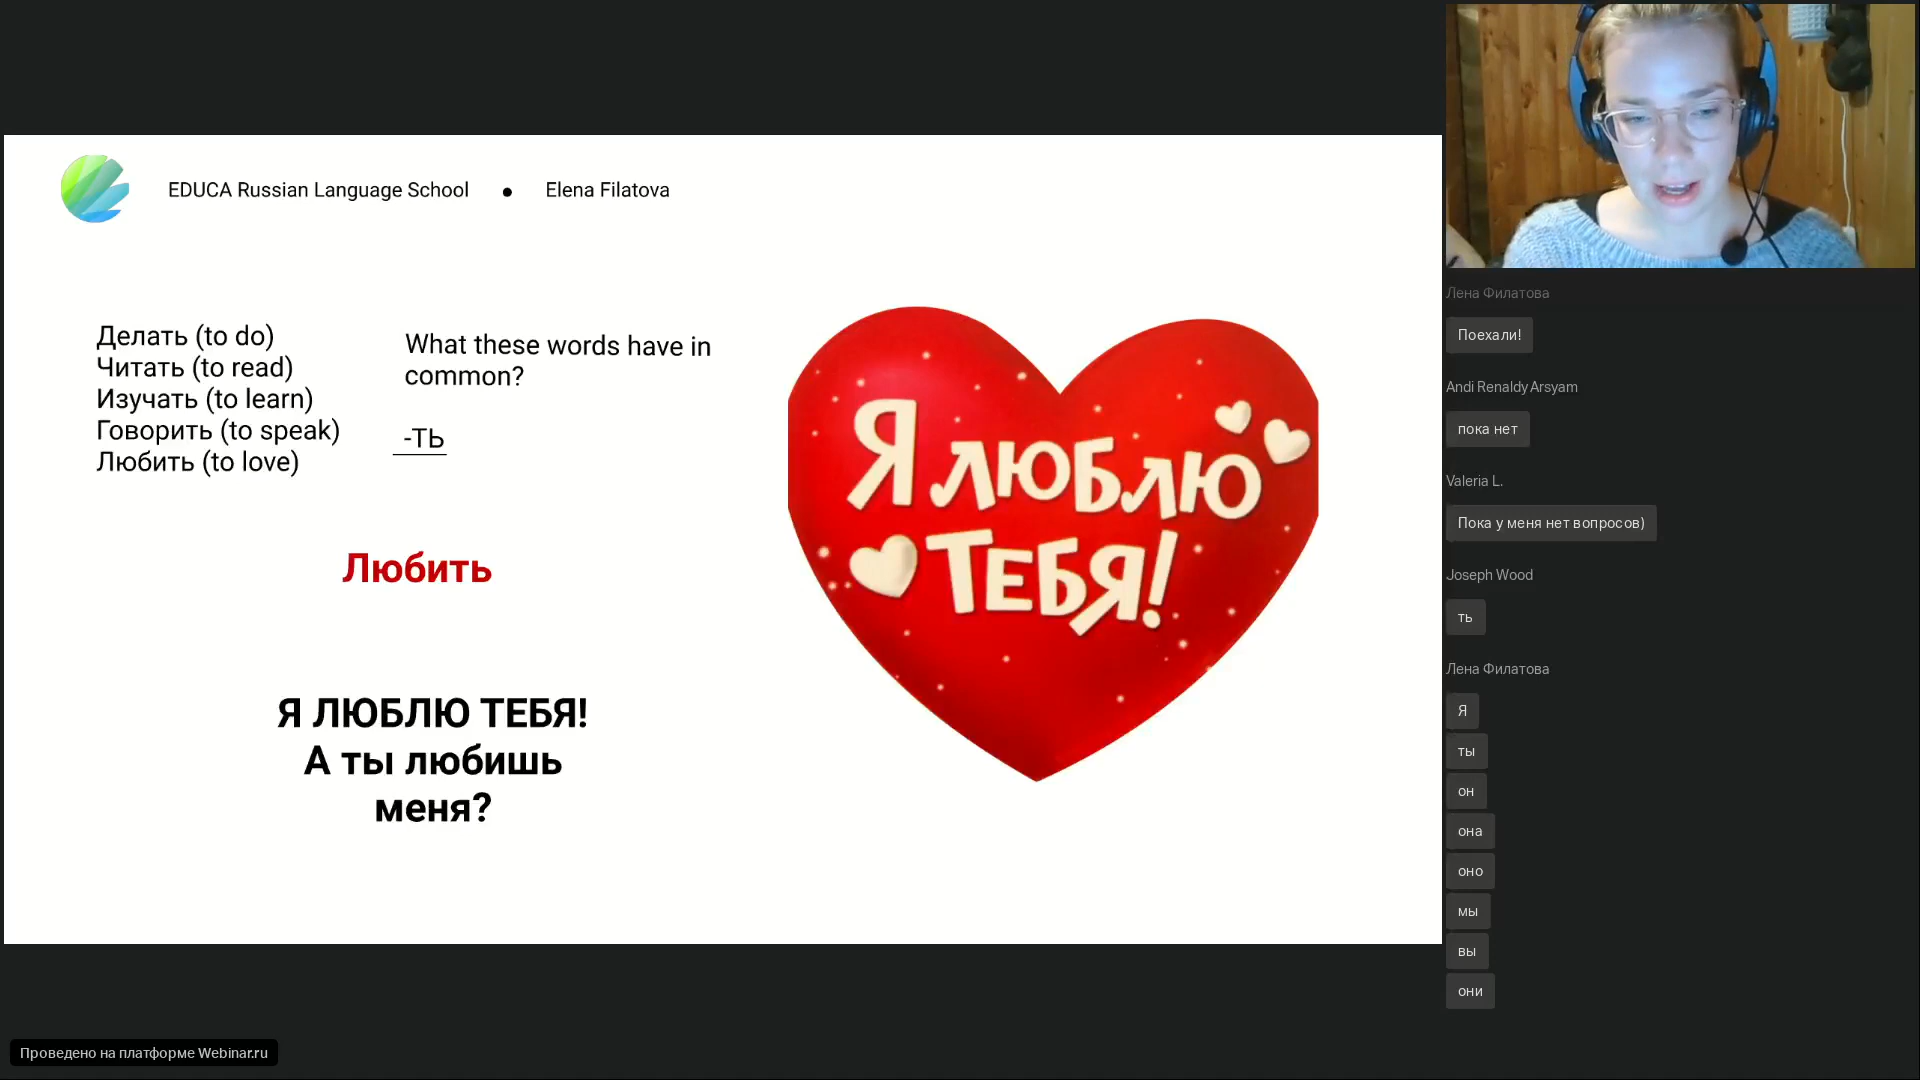 EDUCA Russian Language School • Elena Filatova
Делать (to do)
Читать (to read)
Изучать (to learn)
Говорить (to speak)
Любить (to love)
What these words have in
common?
-ТЬ
Любить
Я ЛЮБЛЮ ТЕБЯ!
А ты любишь
меня?
Я ЛЮБЛЮ
ТЕБЯ!
Лена Филатова
Поехали!
Andi Renaldy Arsyam
пока нет
Valeria L.
Пока у меня нет вопросов)
Joseph Wood
ть
Лена Филатова
Я
ты
он
она
оно
мы
вы
они
Проведено на платформе Webinar.ru